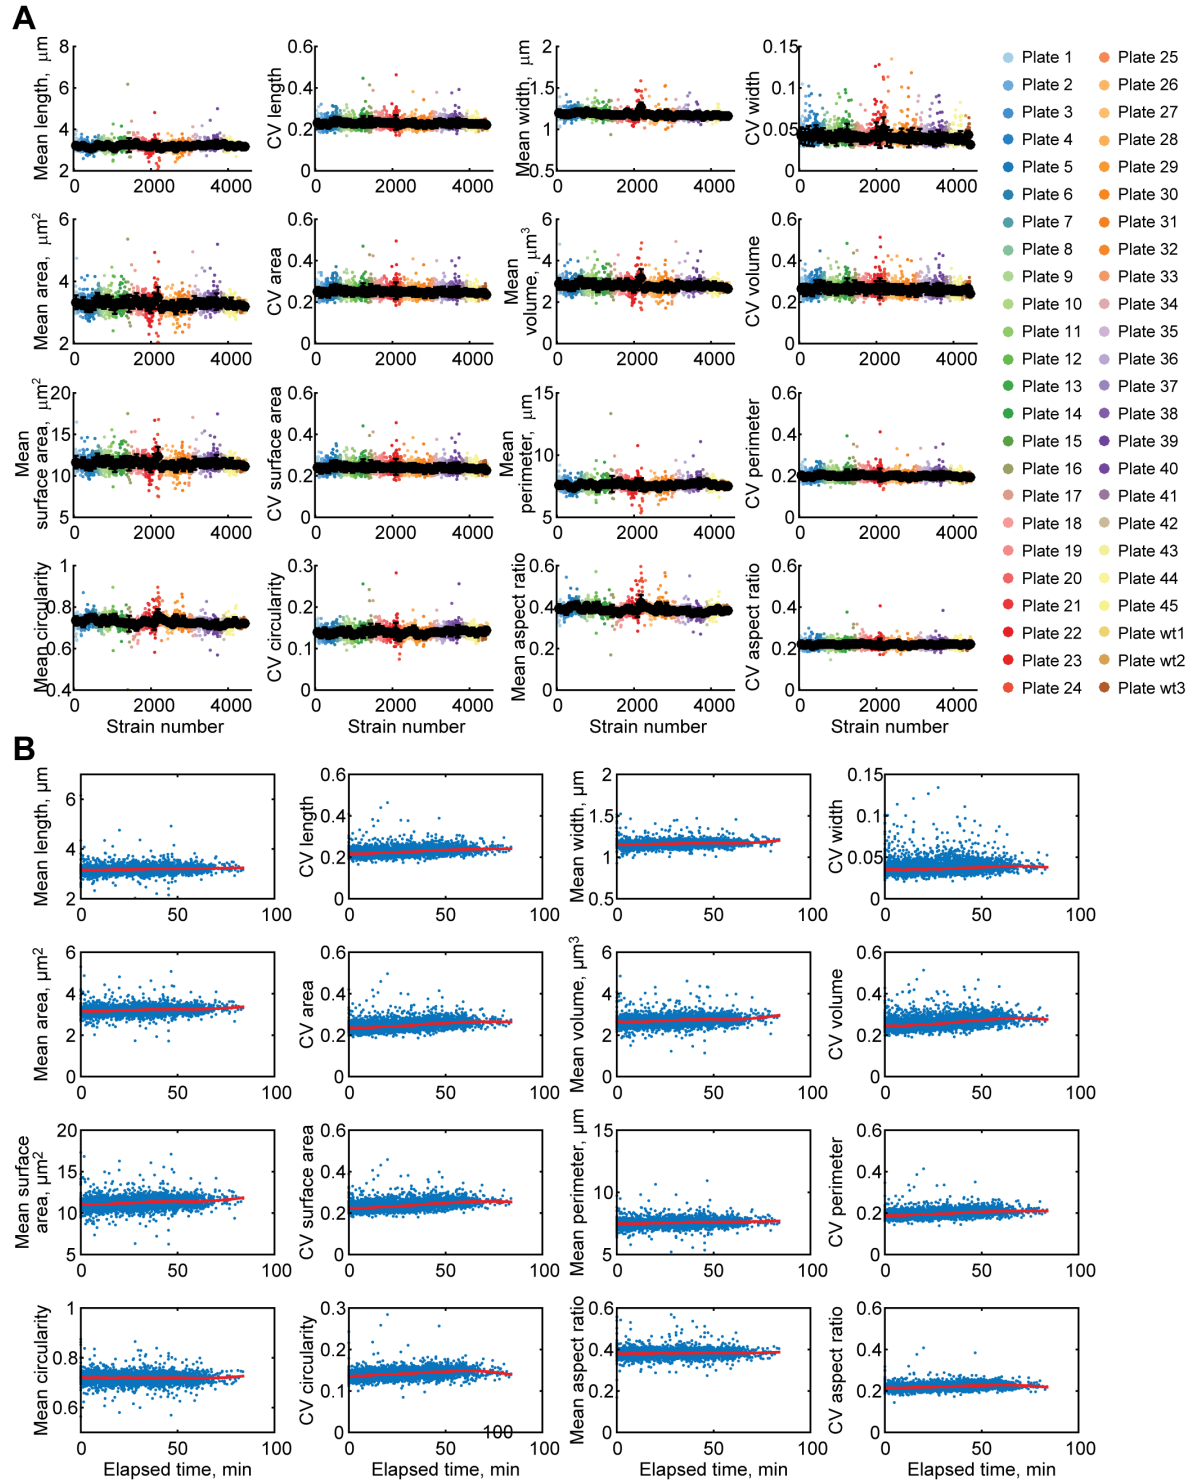 A
Mean length, μm
8
6
4
2
0
2000
4000
CV length
0.6
0.4
0.2
0
0
2000
4000
Mean width, μm
2
1.5
1
0.5
0
2000
4000
CV width
0.15
0.1
0.05
0
0
2000
4000
Mean area, μm²
6
4
2
0
2000
4000
CV area
0.6
0.4
0.2
0
0
2000
4000
Mean
volume, μm³
6
4
2
0
0
2000
4000
CV volume
0.6
0.4
0.2
0
0
2000
4000
Mean
surface area, μm²
20
15
10
5
0
2000
4000
CV surface area
0.6
0.4
0.2
0
0
2000
4000
Mean
perimeter, μm
15
10
5
0
2000
4000
CV perimeter
0.6
0.4
0.2
0
0
2000
4000
Mean circularity
1
0.8
0.6
0.4
0
2000
4000
Strain number
CV circularity
0.3
0.2
0.1
0
0
2000
4000
Strain number
Mean aspect ratio
0.6
0.4
0.2
0
0
2000
4000
Strain number
CV aspect ratio
0.6
0.4
0.2
0
0
2000
4000
Strain number
Plate 1
Plate 2
Plate 3
Plate 4
Plate 5
Plate 6
Plate 7
Plate 8
Plate 9
Plate 10
Plate 11
Plate 12
Plate 13
Plate 14
Plate 15
Plate 16
Plate 17
Plate 18
Plate 19
Plate 20
Plate 21
Plate 22
Plate 23
Plate 24
Plate 25
Plate 26
Plate 27
Plate 28
Plate 29
Plate 30
Plate 31
Plate 32
Plate 33
Plate 34
Plate 35
Plate 36
Plate 37
Plate 38
Plate 39
Plate 40
Plate 41
Plate 42
Plate 43
Plate 44
Plate 45
Plate wt1
Plate wt2
Plate wt3
B
Mean length, μm
6
4
2
0
50
100
CV length
0.6
0.4
0.2
0
0
50
100
Mean width, μm
2
1.5
1
0.5
0
50
100
CV width
0.15
0.1
0.05
0
0
50
100
Mean area, μm²
6
4
2
0
0
50
100
CV area
0.6
0.4
0.2
0
0
50
100
Mean volume, μm³
6
4
2
0
0
50
100
CV volume
0.6
0.4
0.2
0
0
50
100
Mean surface
area, μm²
20
15
10
5
0
50
100
CV surface area
0.6
0.4
0.2
0
0
50
100
Mean perimeter, μm
15
10
5
0
50
100
CV perimeter
0.6
0.4
0.2
0
0
50
100
Mean circularity
1
0.8
0.6
0
50
100
Elapsed time, min
CV circularity
0.3
0.2
0.1
0
100
0
50
100
Elapsed time, min
Mean aspect ratio
0.6
0.4
0.2
0
0
50
100
Elapsed time, min
CV aspect ratio
0.6
0.4
0.2
0
0
50
100
Elapsed time, min